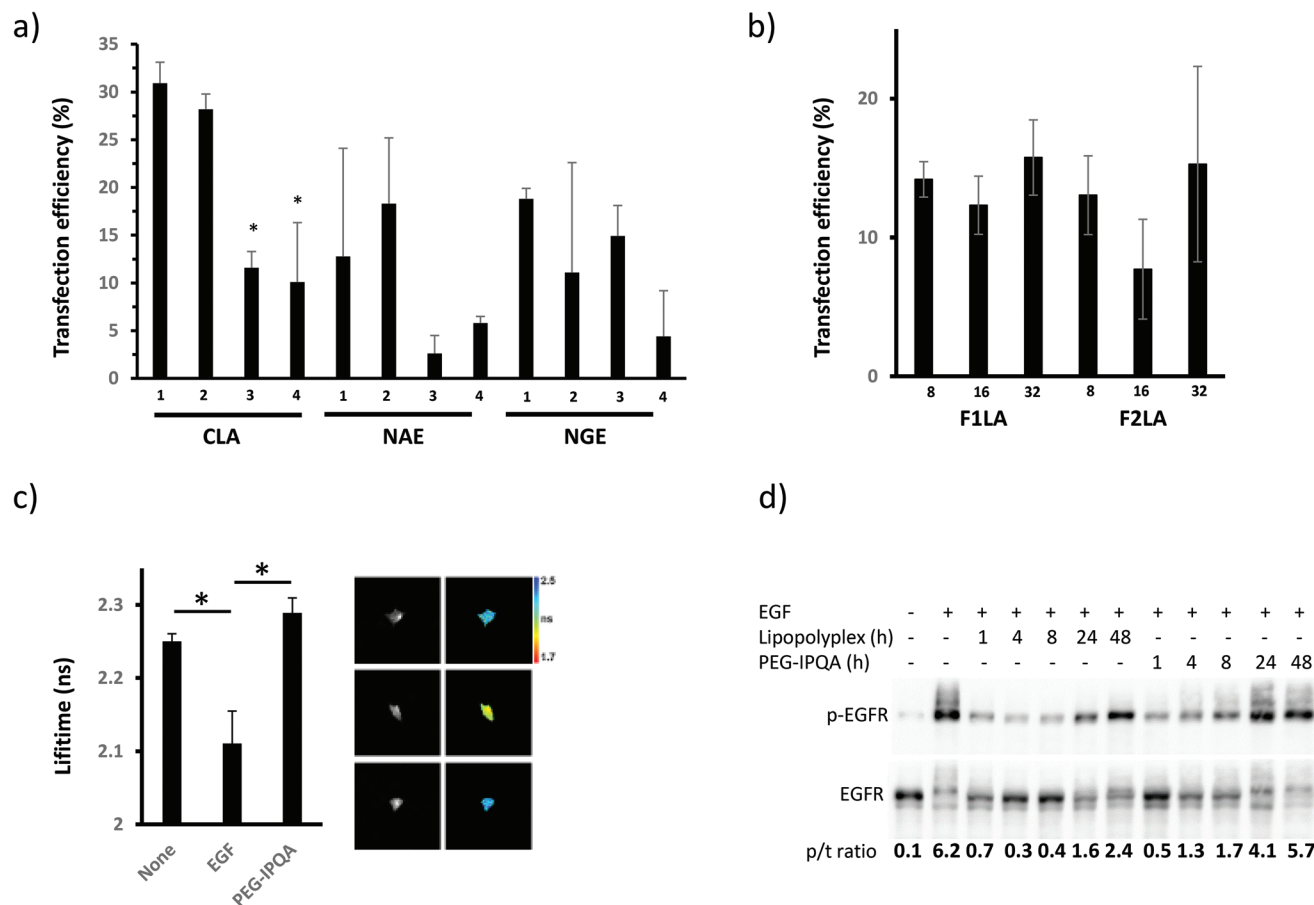 a)
35
30
25
20
15
10
5
0
Transfection efficiency (%)
*
*
1 2 3 4 1 2 3 4 1 2 3 4
CLA NAE NGE
b)
20
10
0
Transfection efficiency (%)
8 16 32 8 16 32
F1LA F2LA
c)
2.3
2.2
2.1
2
Lifitime (ns)
*
*
None EGF PEG-IPQA
2.5
ns
1.7
d)
EGF - + + + + + + + + + + +
Lipopolyplex (h) - - 1 4 8 24 48 - - - - -
PEG-IPQA (h) - - - - - - - 1 4 8 24 48
p-EGFR
EGFR
p/t ratio 0.1 6.2 0.7 0.3 0.4 1.6 2.4 0.5 1.3 1.7 4.1 5.7